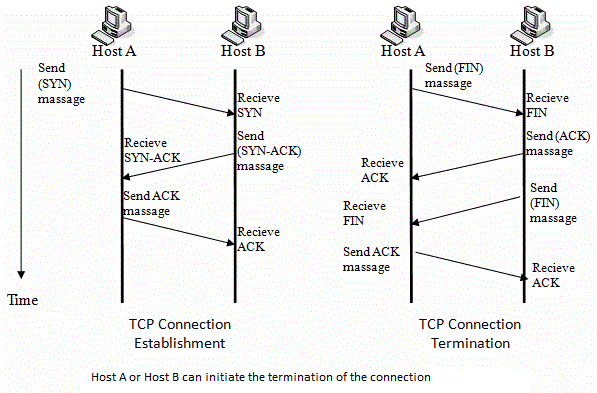 Host A
Host B
Send
(SYN)
massage
Recieve
SYN
Send
(SYN-ACK)
massage
Recieve
SYN-ACK
Send ACK
massage
Recieve
ACK
Time
TCP Connection
Establishment
Host A
Host B
Send (FIN)
massage
Recieve
FIN
Send (ACK)
massage
Recieve
ACK
Send
(FIN)
massage
Recieve
FIN
Send ACK
massage
Recieve
ACK
TCP Connection
Termination
Host A or Host B can initiate the termination of the connection